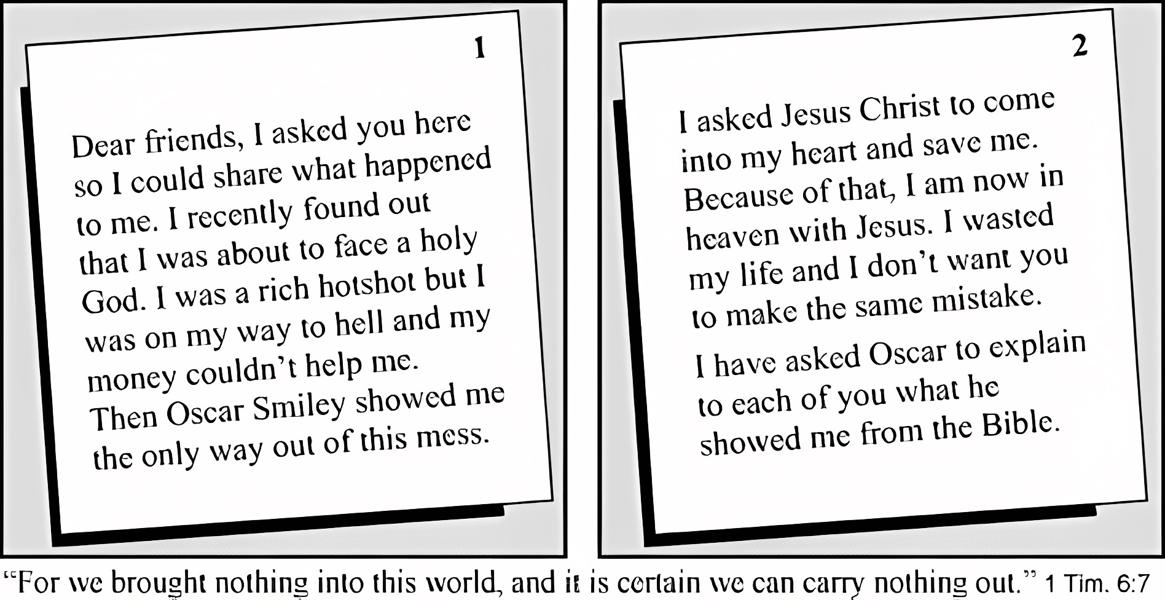 1
Dear friends, I asked you here
so I could share what happened
to me. I recently found out
that I was about to face a holy
God. I was a rich hotshot but I
was on my way to hell and my
money couldn't help me.
Then Oscar Smiley showed me
the only way out of this mess.
2
I asked Jesus Christ to come
into my heart and save me.
Because of that, I am now in
heaven with Jesus. I wasted
my life and I don't want you
to make the same mistake.
I have asked Oscar to explain
to each of you what he
showed me from the Bible.
“For we brought nothing into this world, and it is certain we can carry nothing out.” 1 Tim. 6:7